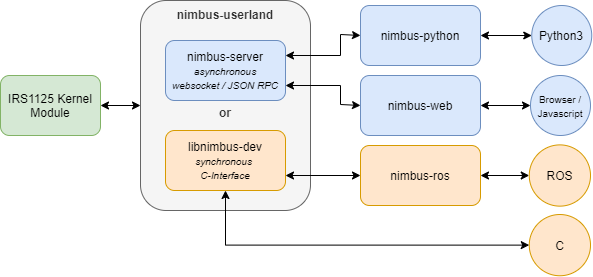 nimbus-userland
nimbus-server
asynchronous
websocket / JSON RPC
or
libnimbus-dev
synchronous
C-Interface
IRS1125 Kernel
Module
nimbus-python
Python3
nimbus-web
Browser /
Javascript
nimbus-ros
ROS
C